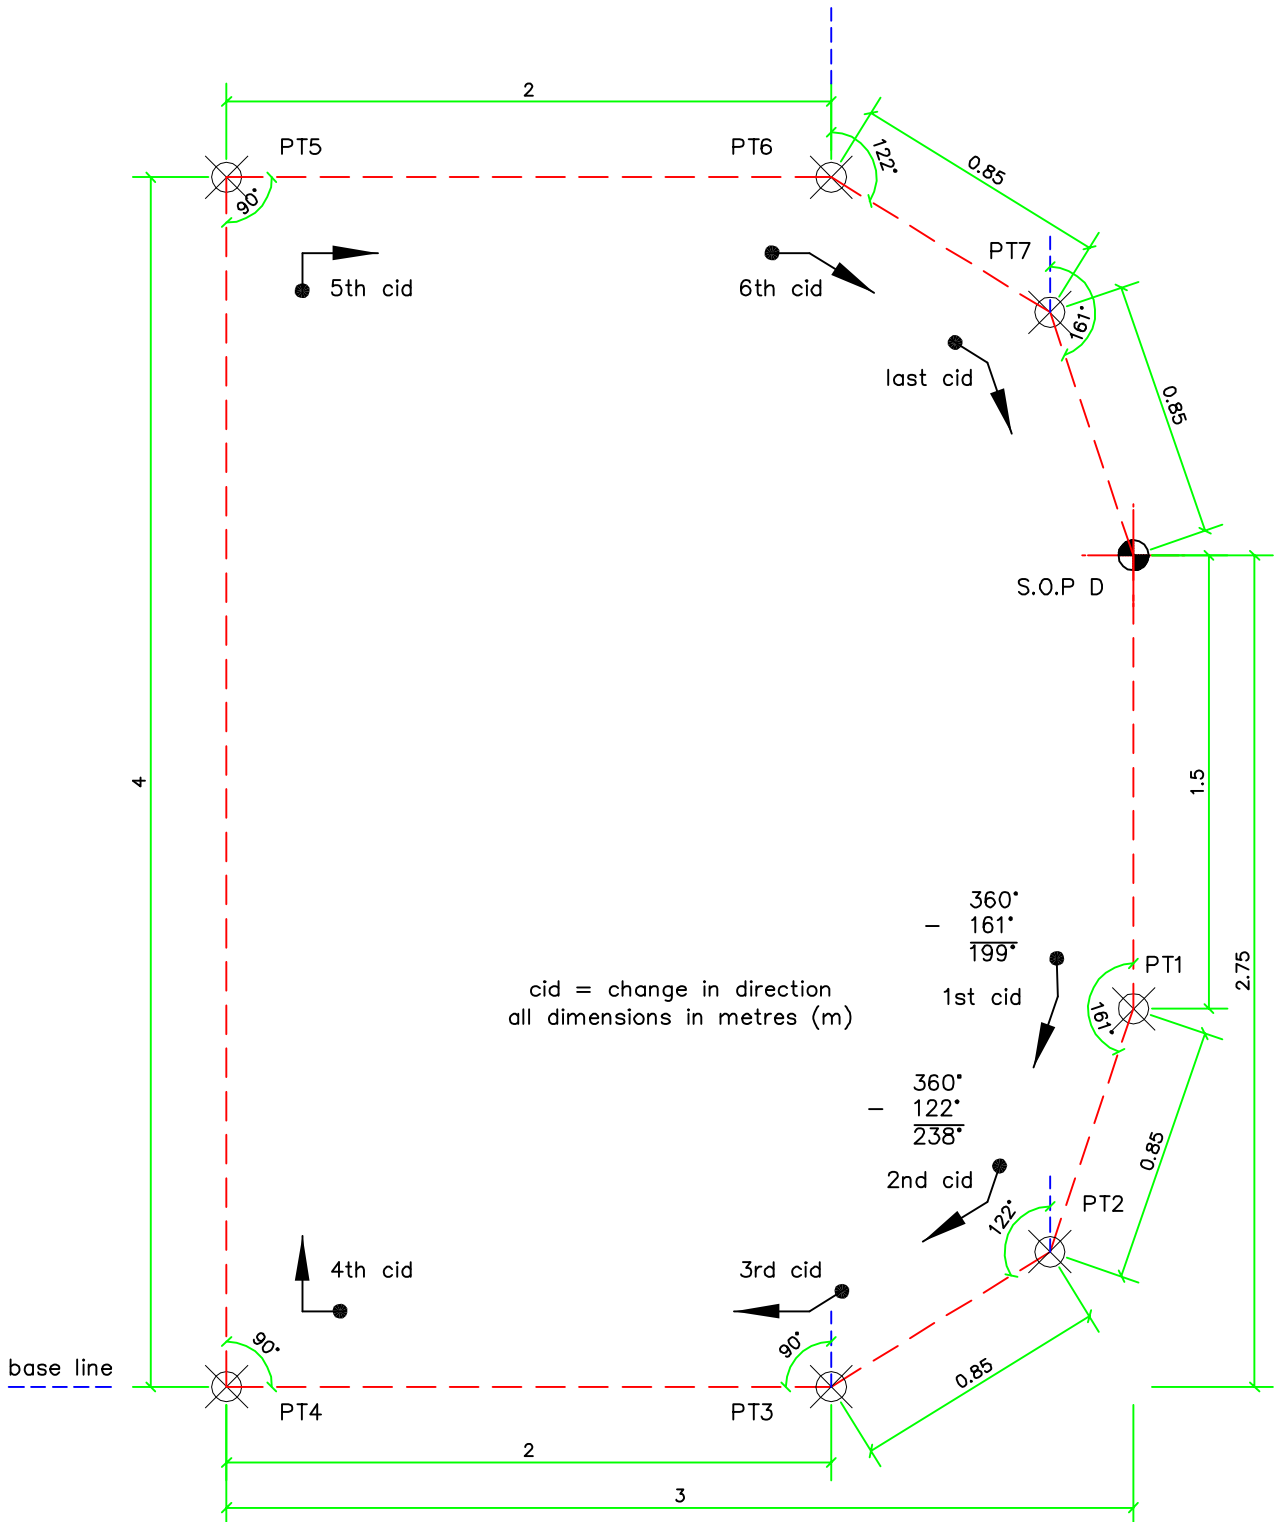 2
PT5
PT6
122°
0.85
90°
PT7
5th cid
6th cid
161°
last cid
0.85
S.O.P D
4
1.5
360°
- 161°
199°
PT1
2.75
cid = change in direction
all dimensions in metres (m)
1st cid
161°
360°
- 122°
238°
0.85
2nd cid
PT2
122°
4th cid
3rd cid
90°
90°
base line
0.85
PT4
PT3
2
3